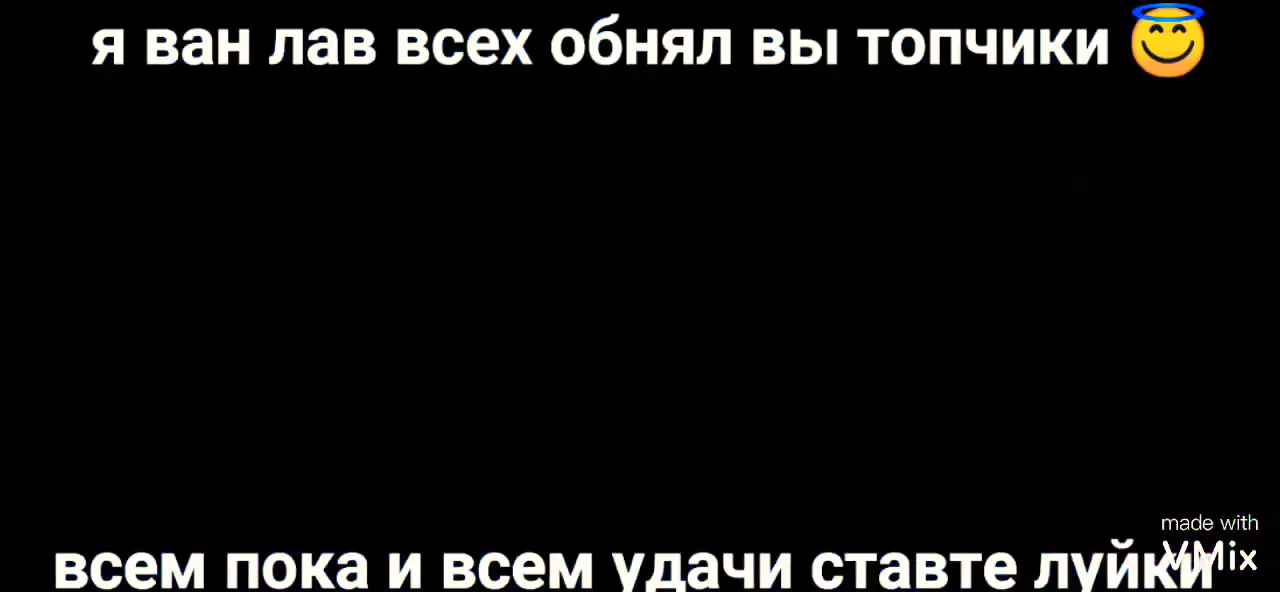 я ван лав всех обнял вы топчики 😇
made with
VMix
всем пока и всем удачи ставте луйки